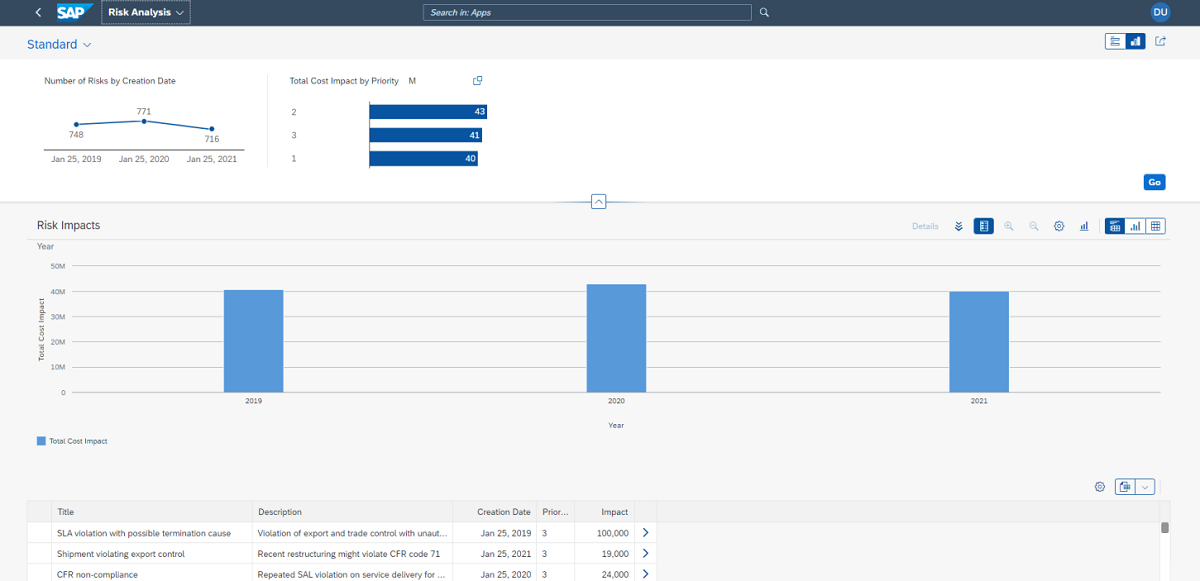 SAP Risk Analysis Search in: Apps DU
Standard
Number of Risks by Creation Date
771
748
716
Jan 25, 2019 Jan 25, 2020 Jan 25, 2021
Total Cost Impact by Priority M
2 43
3 41
1 40
Go
Risk Impacts Details
Year
50M
40M
30M
20M
10M
0
Total Cost Impact
2019 2020 2021
Year
Total Cost Impact
Title Description Creation Date Prior... Impact
SLA violation with possible termination cause Violation of export and trade control with unaut... Jan 25, 2019 3 100,000
Shipment violating export control Recent restructuring might violate CFR code 71 Jan 25, 2021 3 19,000
CFR non-compliance Repeated SAL violation on service delivery for ... Jan 25, 2020 3 24,000